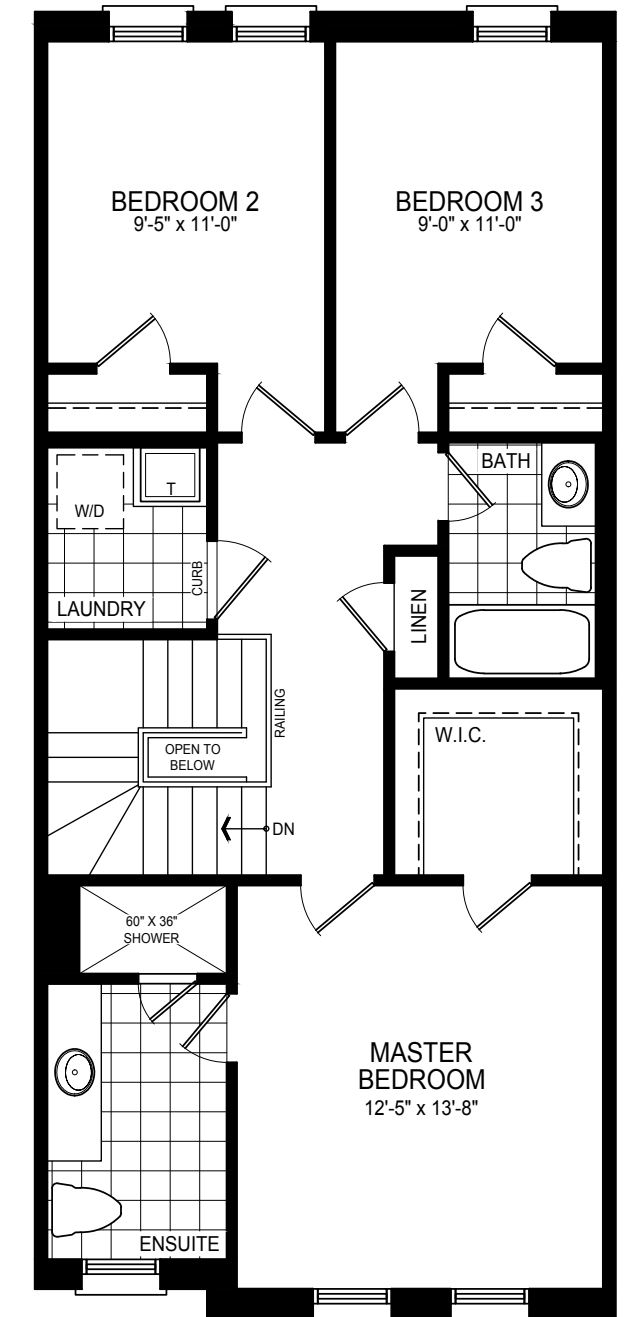 BEDROOM 2
9'-5" x 11'-0"
BEDROOM 3
9'-0" x 11'-0"
BATH
T
W/D
CURB
LAUNDRY
LINEN
RAILING
W.I.C.
OPEN TO
BELOW
DN
60" X 36"
SHOWER
MASTER
BEDROOM
12'-5" x 13'-8"
ENSUITE